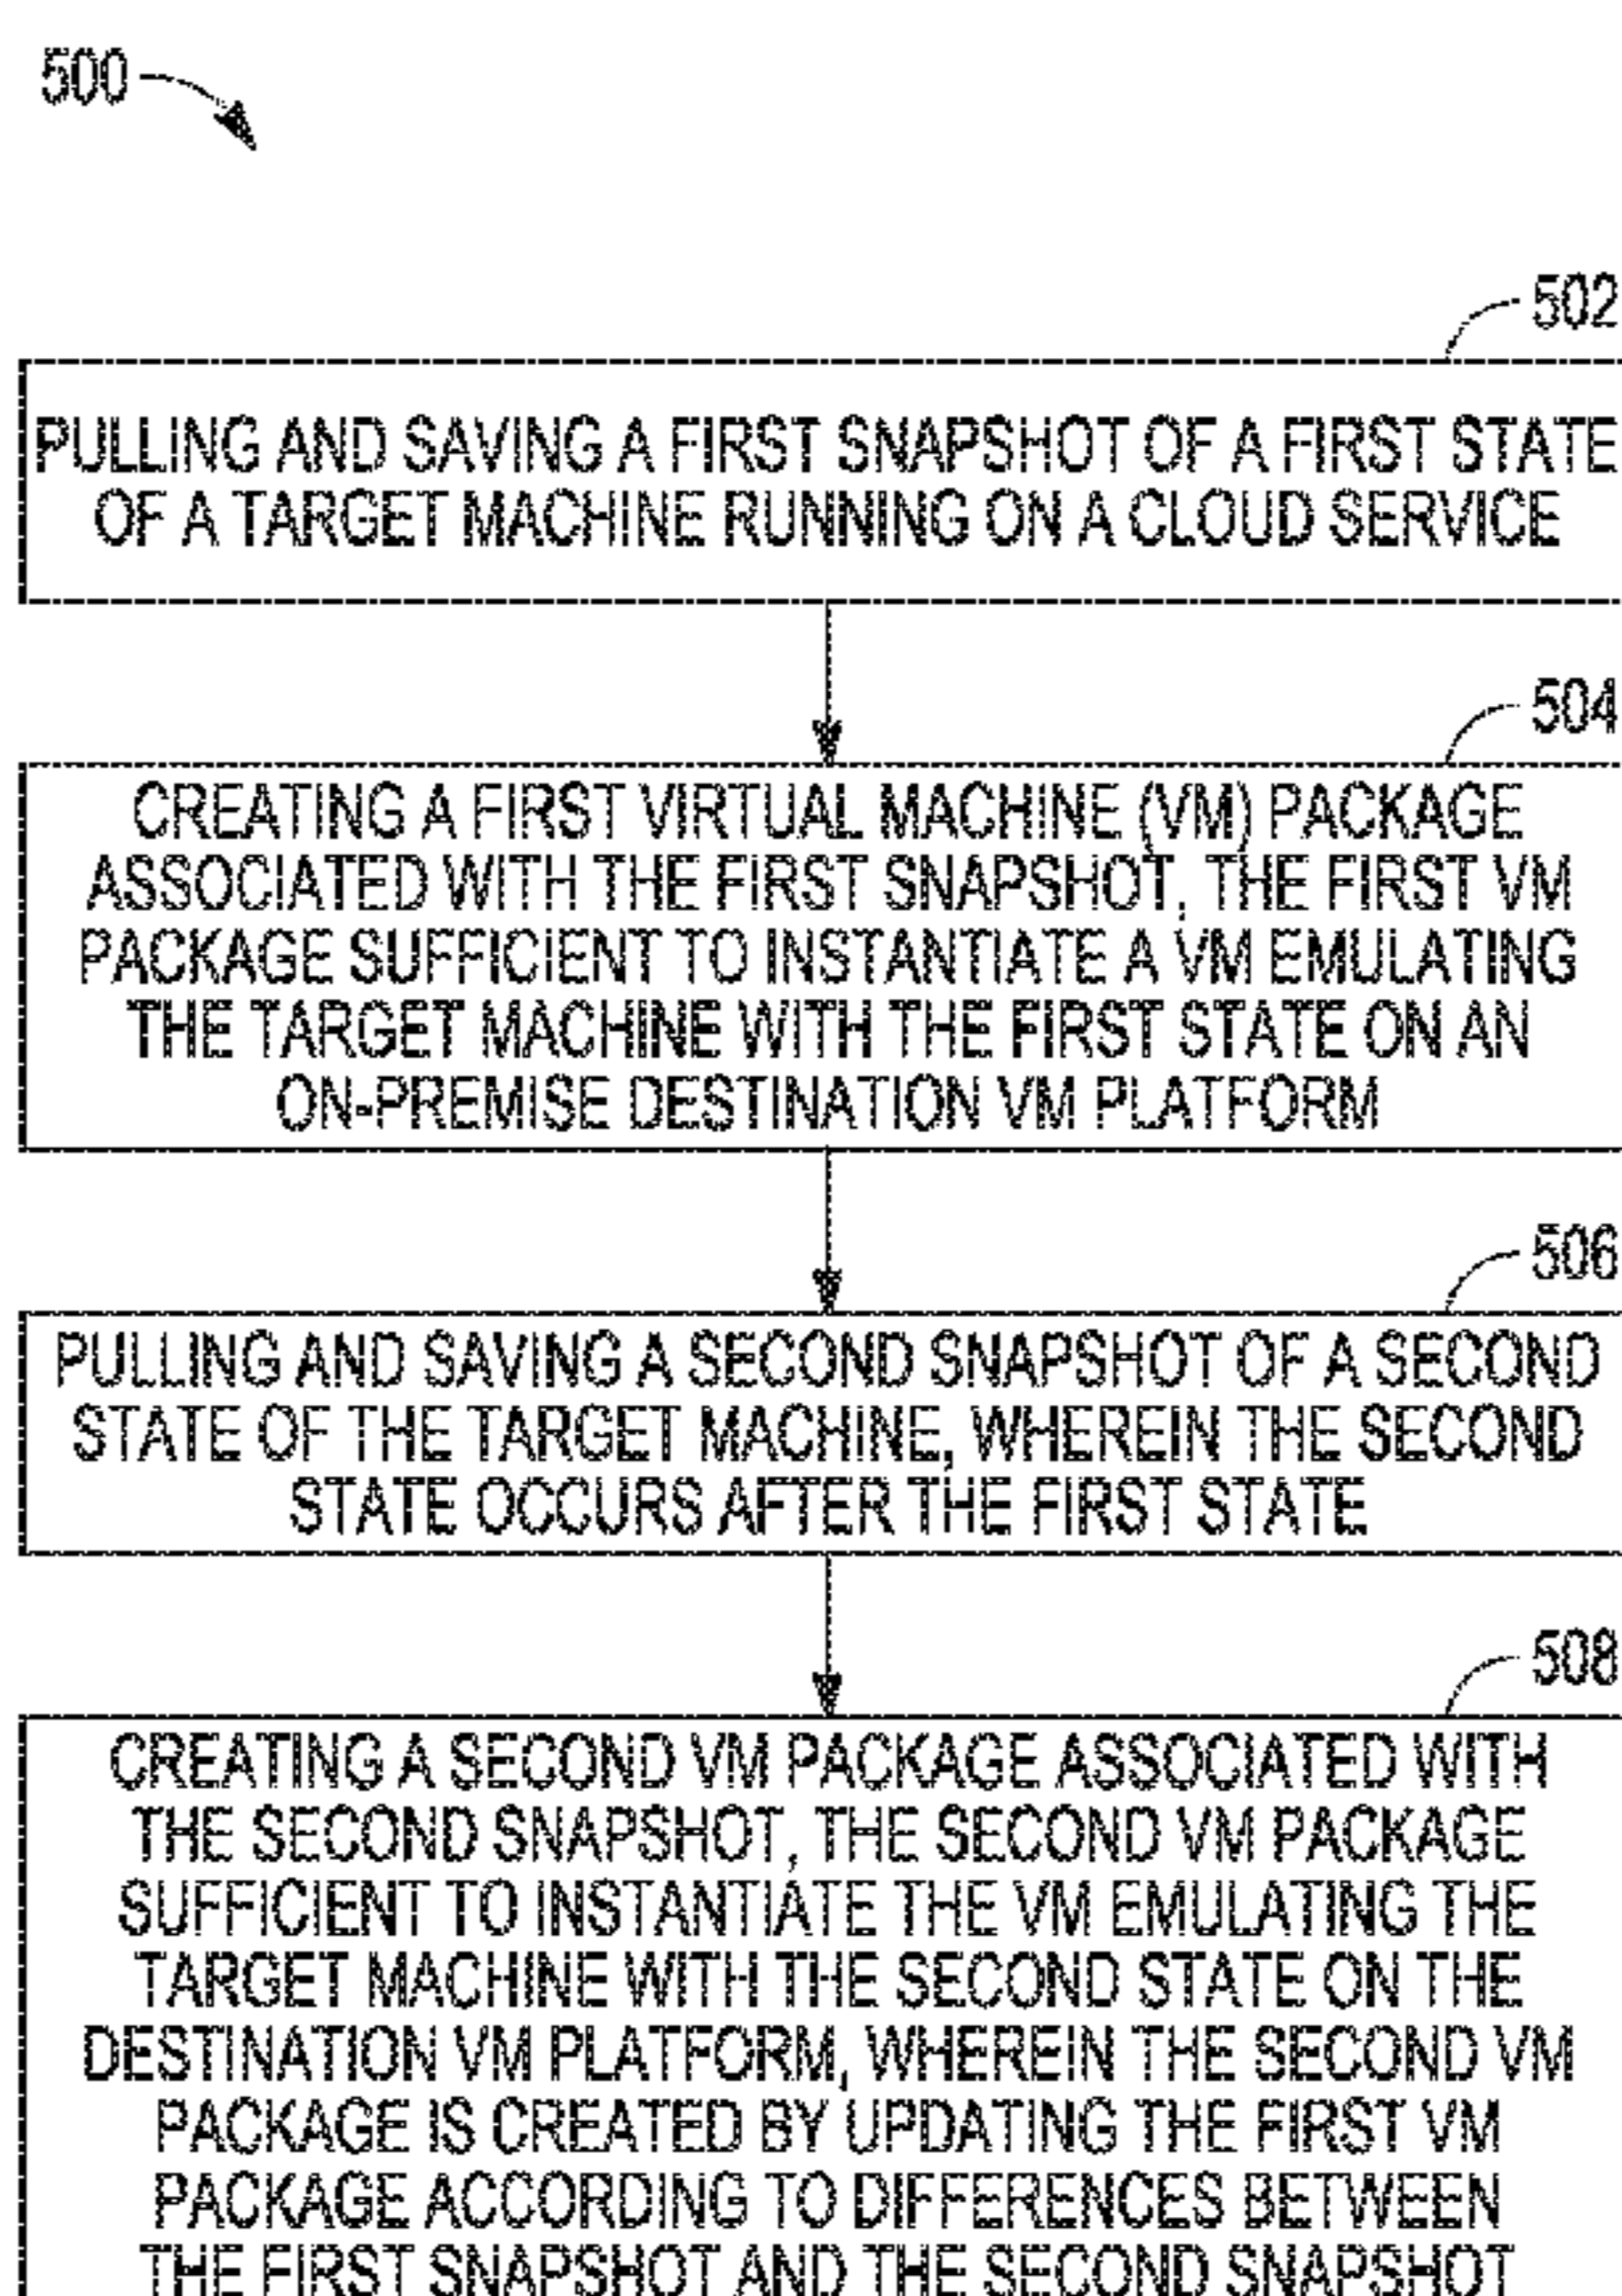 500
502
PULLING AND SAVING A FIRST SNAPSHOT OF A FIRST STATE
OF A TARGET MACHINE RUNNING ON A CLOUD SERVICE
504
CREATING A FIRST VIRTUAL MACHINE (VM) PACKAGE
ASSOCIATED WITH THE FIRST SNAPSHOT, THE FIRST VM
PACKAGE SUFFICIENT TO INSTANTIATE A VM EMULATING
THE TARGET MACHINE WITH THE FIRST STATE ON AN
ON-PREMISE DESTINATION VM PLATFORM
506
PULLING AND SAVING A SECOND SNAPSHOT OF A SECOND
STATE OF THE TARGET MACHINE, WHEREIN THE SECOND
STATE OCCURS AFTER THE FIRST STATE
508
CREATING A SECOND VM PACKAGE ASSOCIATED WITH
THE SECOND SNAPSHOT, THE SECOND VM PACKAGE
SUFFICIENT TO INSTANTIATE THE VM EMULATING THE
TARGET MACHINE WITH THE SECOND STATE ON THE
DESTINATION VM PLATFORM, WHEREIN THE SECOND VM
PACKAGE IS CREATED BY UPDATING THE FIRST VM
PACKAGE ACCORDING TO DIFFERENCES BETWEEN
THE FIRST SNAPSHOT AND THE SECOND SNAPSHOT